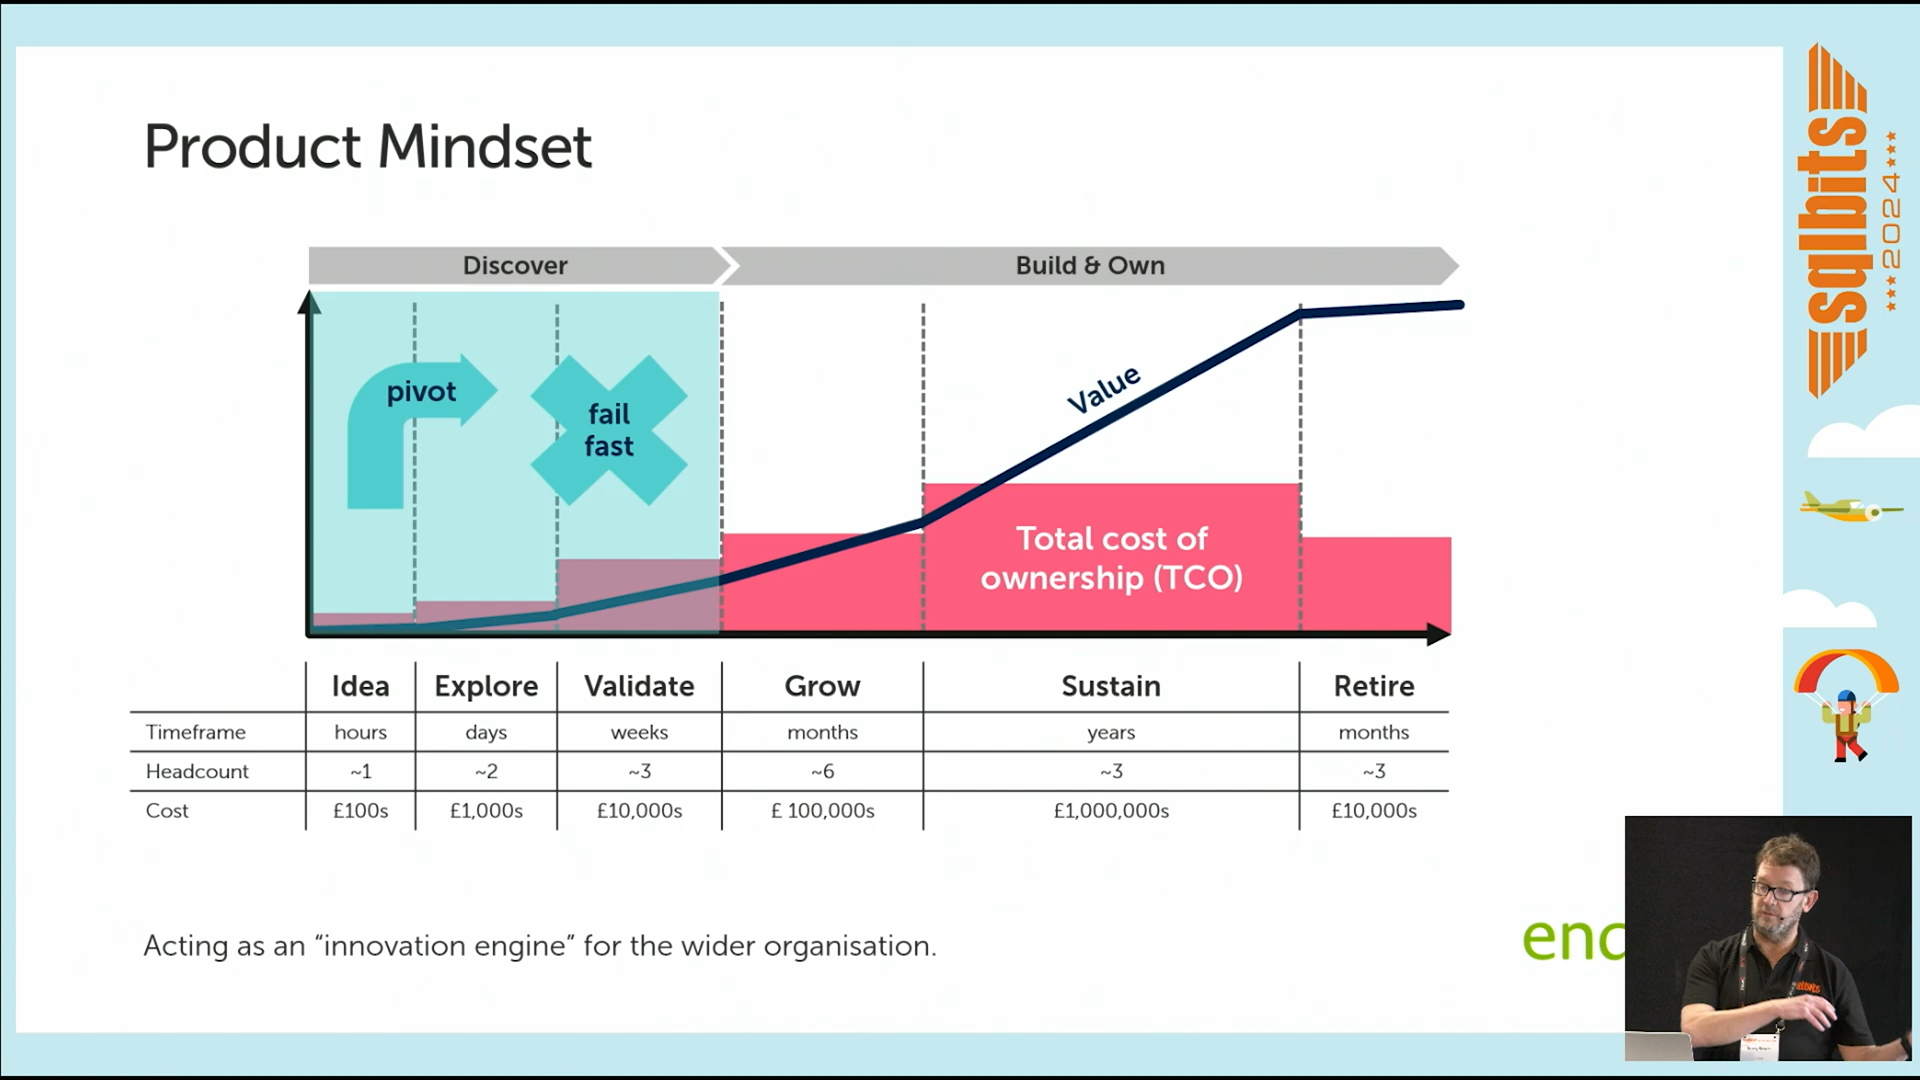 Product Mindset
Discover
Build & Own
pivot
fail
fast
Value
Total cost of
ownership (TCO)
Idea Explore Validate Grow Sustain Retire
Timeframe hours days weeks months years months
Headcount ~1 ~2 ~3 ~6 ~3 ~3
Cost £100s £1,000s £10,000s £ 100,000s £1,000,000s £10,000s
Acting as an “innovation engine” for the wider organisation.
sqlbits
2024